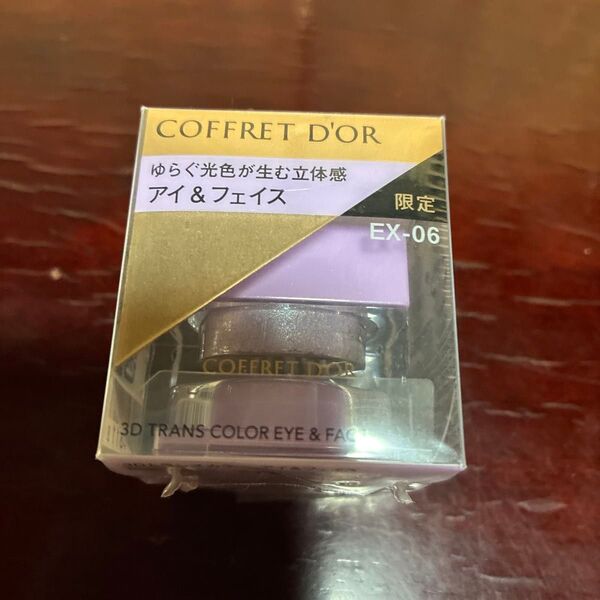 COFFRET D'OR
ゆらぐ光色が生む立体感
アイ＆フェイス
限定
EX-06
COFFRET D'OR
3D TRANS COLOR EYE &